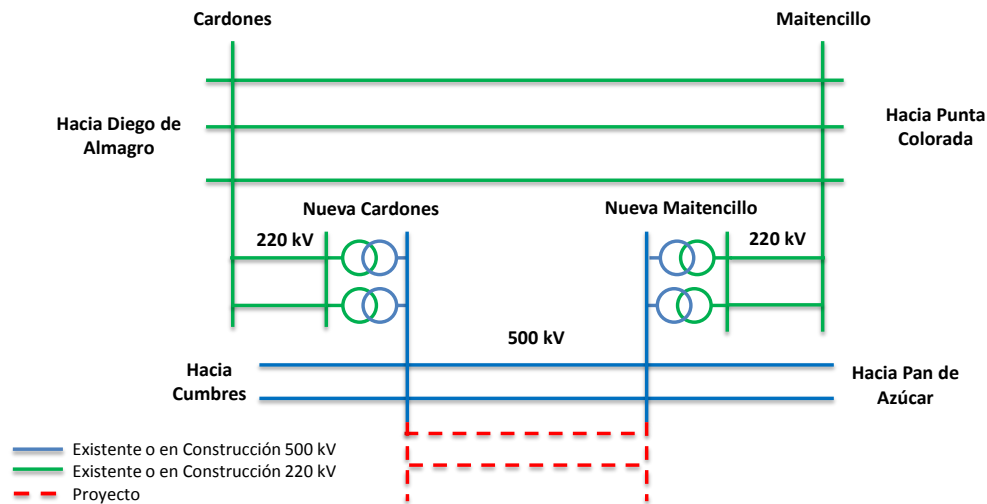 Cardones
Maitencillo
Hacia Diego de
Almagro
Hacia Punta
Colorada
Nueva Cardones
Nueva Maitencillo
220 kV
220 kV
500 kV
Hacia
Cumbres
Hacia Pan de
Azúcar
Existente o en Construcción 500 kV
Existente o en Construcción 220 kV
Proyecto